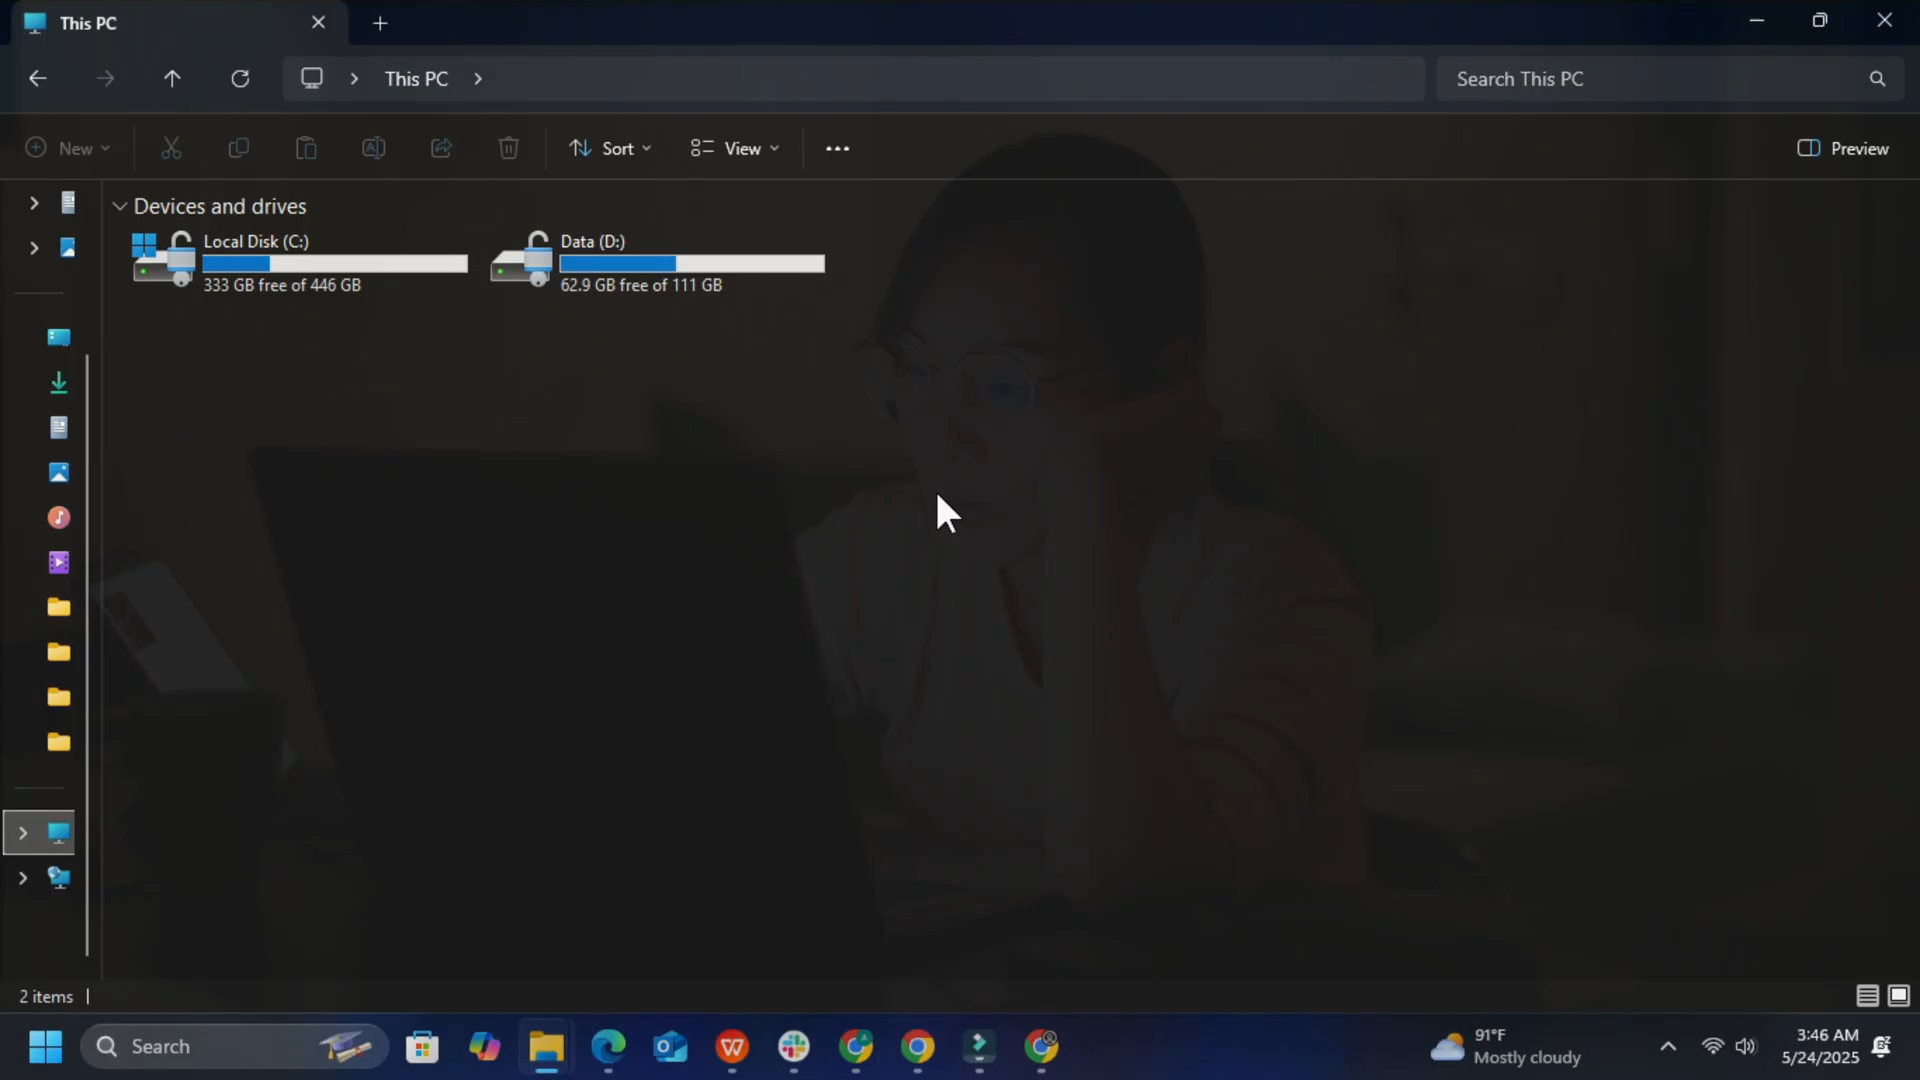 This PC
This PC
Search This PC
New
Sort
View
Preview
Devices and drives
Local Disk (C:)
333 GB free of 446 GB
Data (D:)
62.9 GB free of 111 GB
2 items
Search
91°F
Mostly cloudy
3:46 AM
5/24/2025